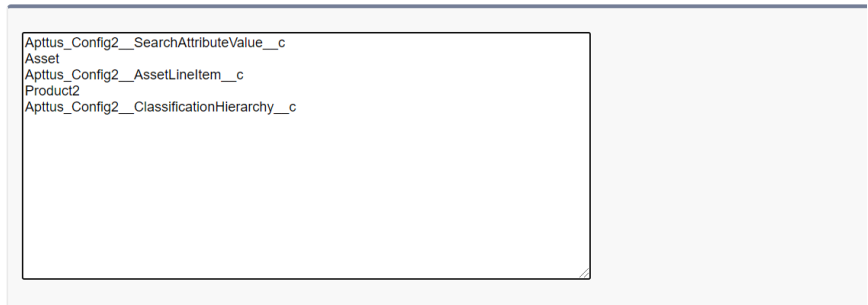 Apttus_Config2__SearchAttributeValue__c
Asset
Apttus_Config2__AssetLineItem__c
Product2
Apttus_Config2__ClassificationHierarchy__c